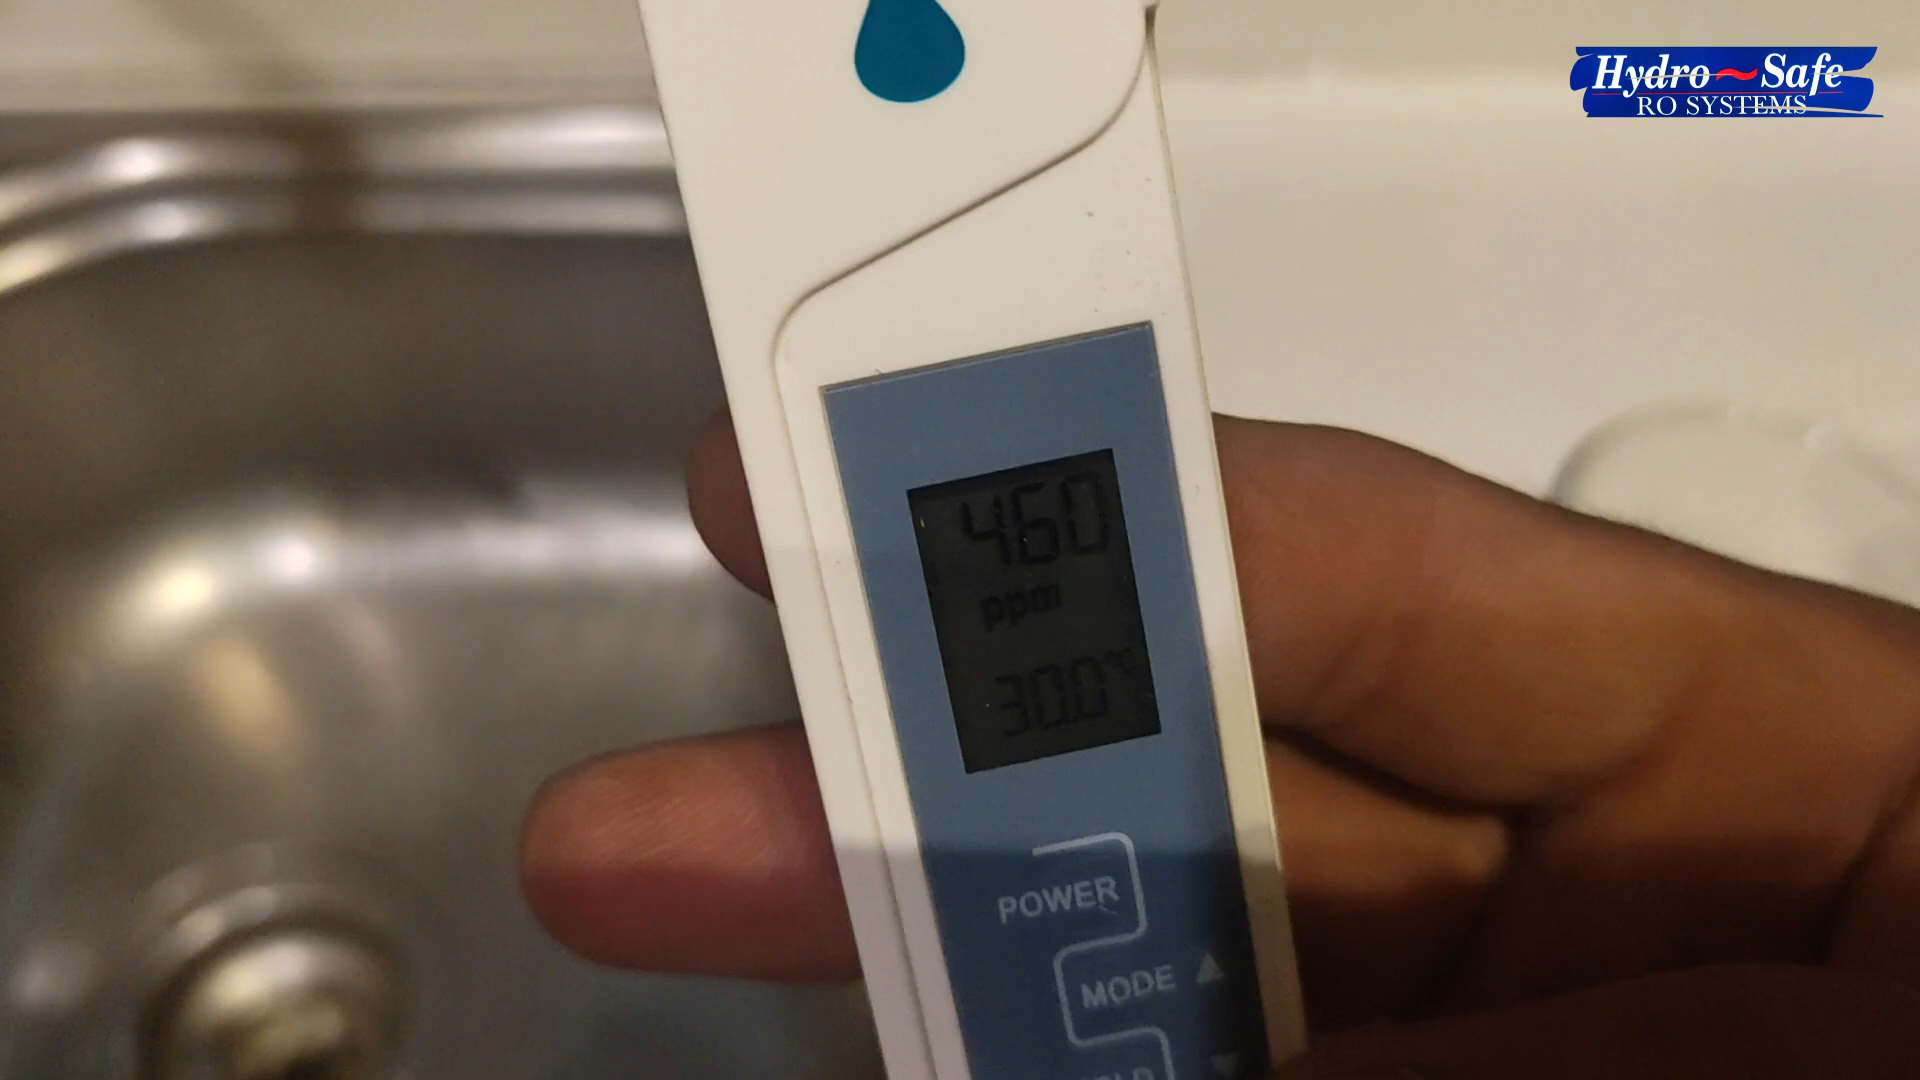 Hydro~Safe
RO SYSTEMS
460
ppm
30.0°C
POWER
MODE ▲
▼